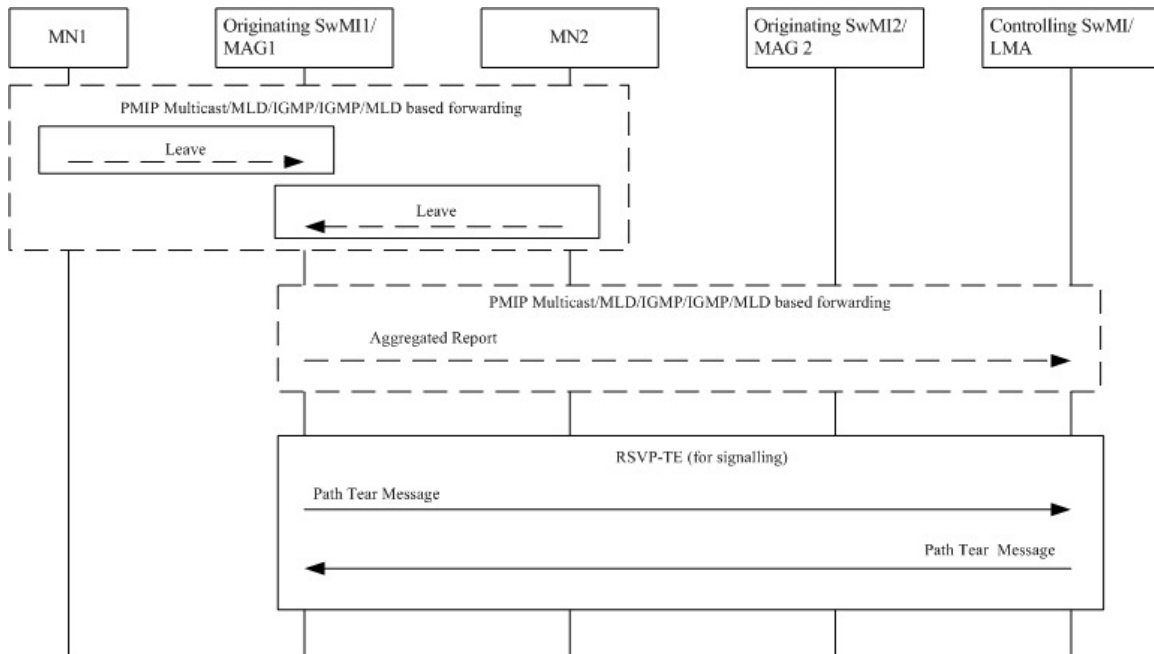 MN1
Originating SwMI1/
MAG1
MN2
Originating SwMI2/
MAG 2
Controlling SwMI/
LMA
PMIP Multicast/MLD/IGMP/IGMP/MLD based forwarding
Leave
Leave
PMIP Multicast/MLD/IGMP/IGMP/MLD based forwarding
Aggregated Report
RSVP-TE (for signalling)
Path Tear Message
Path Tear Message